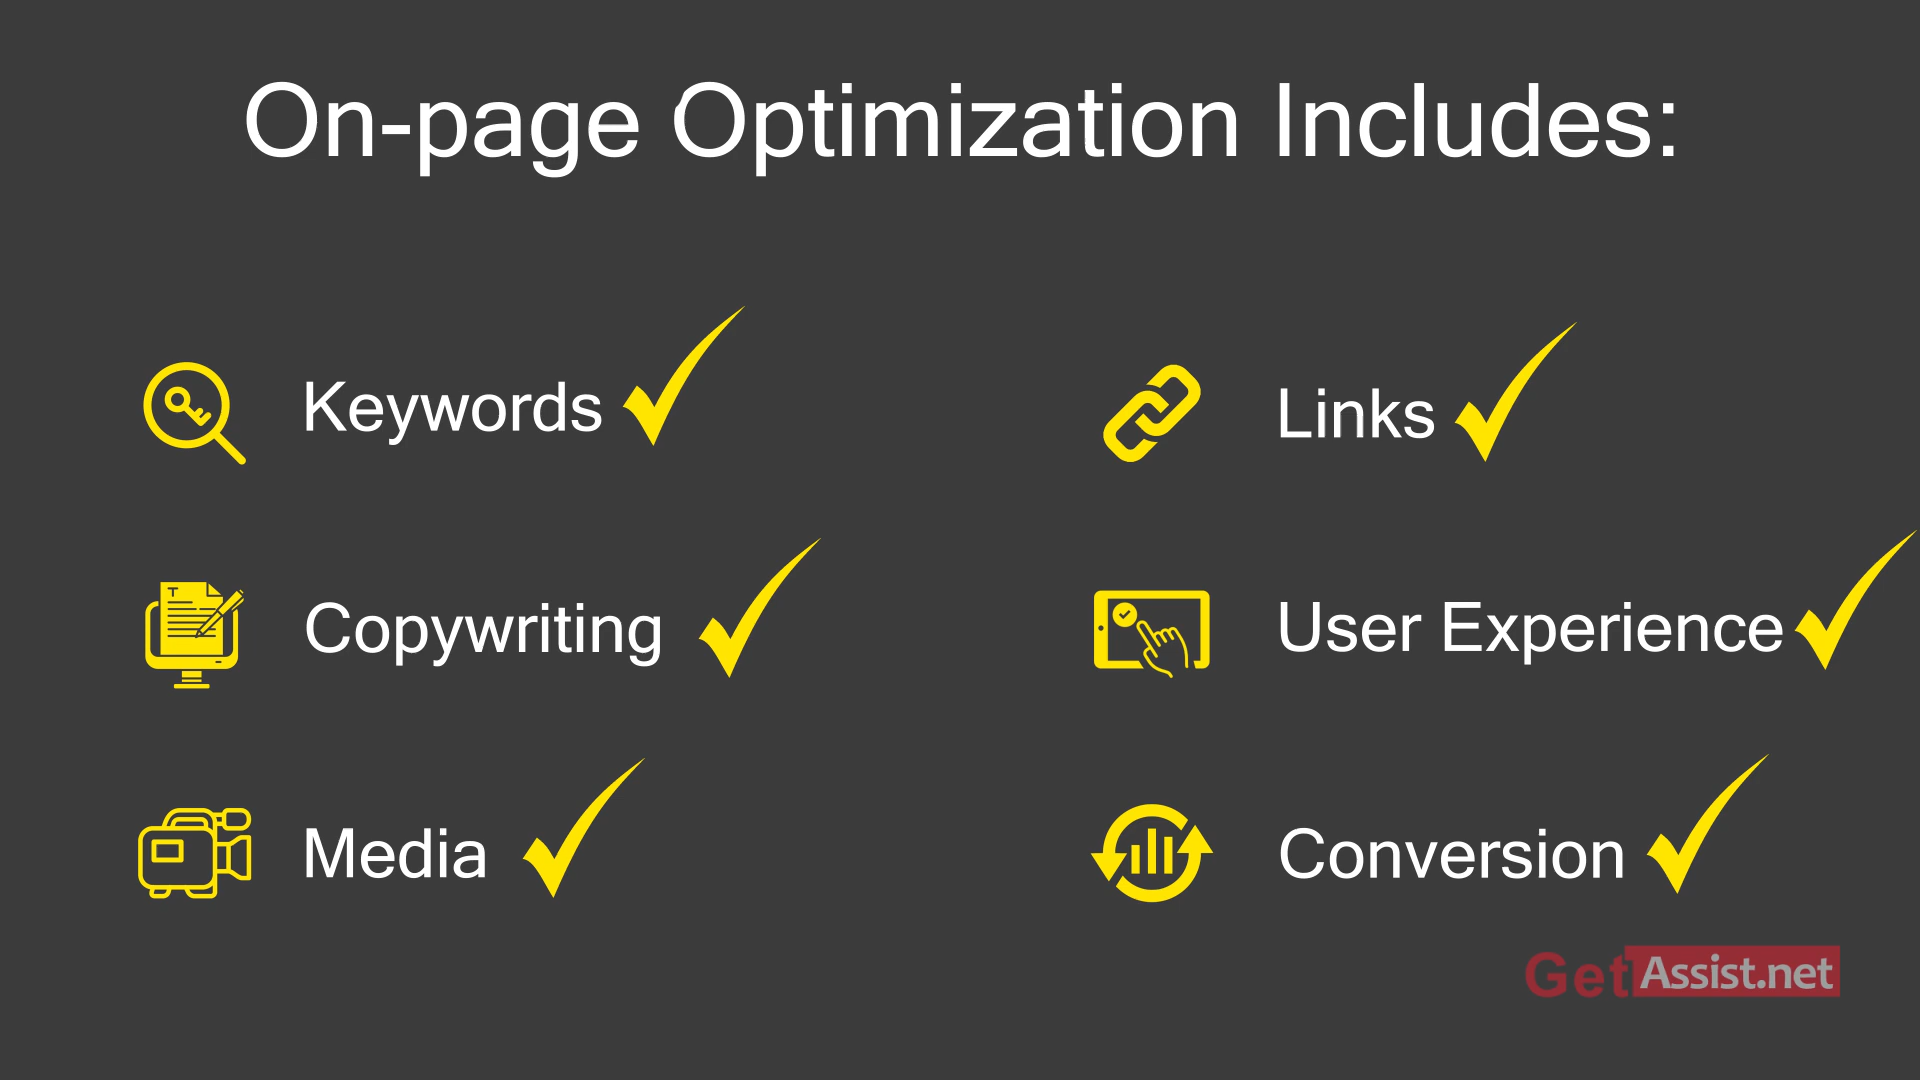 On-page Optimization Includes:
Keywords
Links
T
Copywriting
User Experience
Media
Conversion
GetAssist.net